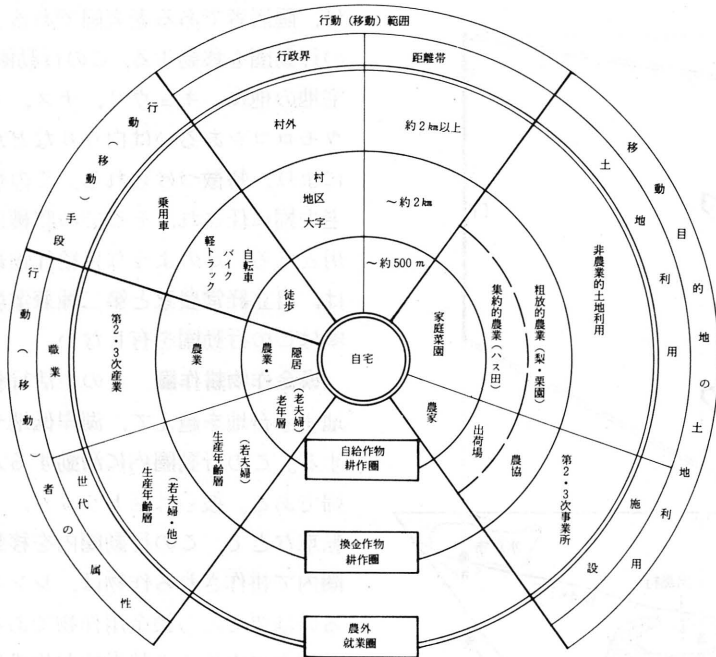 行動（移動）範囲
行政界
距離帯
村外
約2km以上
村
地区
大字
～約2km
～約500m
行動（移動）手段
乗用車
軽トラック
バイク
自転車
徒歩
行動（移動）者の属性
職業
第2・3次産業
農業
農業・隠居
世代
生産年齢層（若夫婦・他）
生産年齢層（若夫婦）
老年層（老夫婦）
自宅
移動目的地の土地利用
土地利用
家庭菜園
集約的農業（ハス田）
粗放的農業（梨・栗園）
非農業的土地利用
施設利用
農家
出荷場
農協
第2・3次事業所
自給作物
耕作圏
換金作物
耕作圏
農外
就業圏